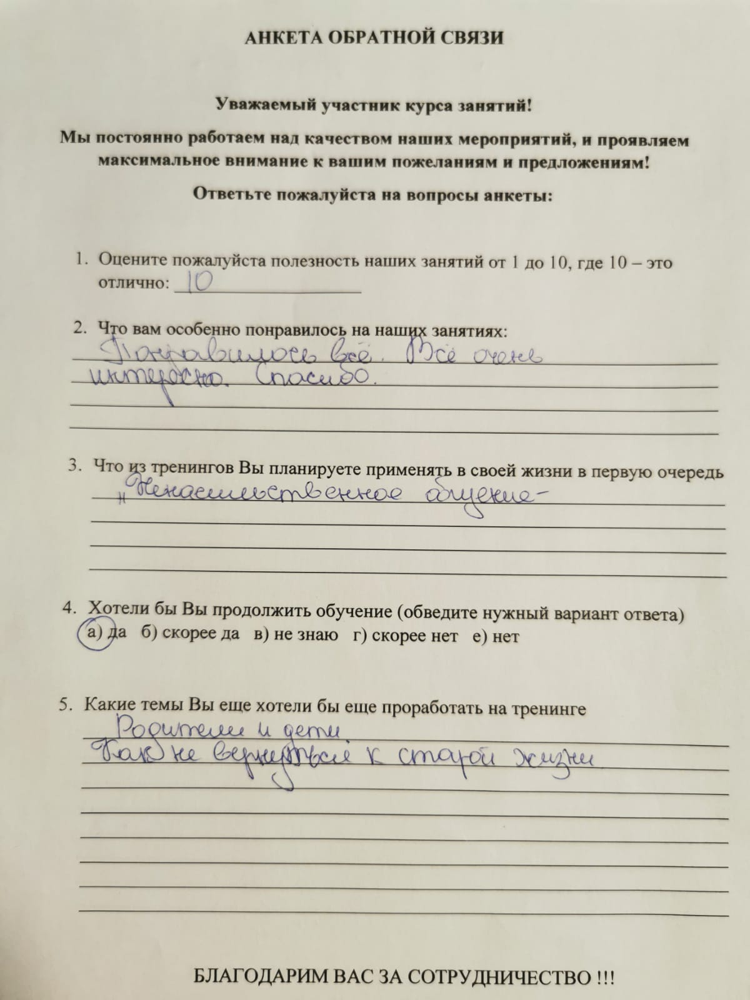 АНКЕТА ОБРАТНОЙ СВЯЗИ
Уважаемый участник курса занятий!
Мы постоянно работаем над качеством наших мероприятий, и проявляем
максимальное внимание к вашим пожеланиям и предложениям!
Ответьте пожалуйста на вопросы анкеты:
1. Оцените пожалуйста полезность наших занятий от 1 до 10, где 10 – это
отлично: 10
2. Что вам особенно понравилось на наших занятиях:
Понравилось всё. Всё очень
интересно. Спасибо.
3. Что из тренингов Вы планируете применять в своей жизни в первую очередь
„Ненасильственное общение–
4. Хотели бы Вы продолжить обучение (обведите нужный вариант ответа)
а) да б) скорее да в) не знаю г) скорее нет е) нет
5. Какие темы Вы еще хотели бы еще проработать на тренинге
Родители и дети.
Как не вернуться к старой жизни
БЛАГОДАРИМ ВАС ЗА СОТРУДНИЧЕСТВО !!!